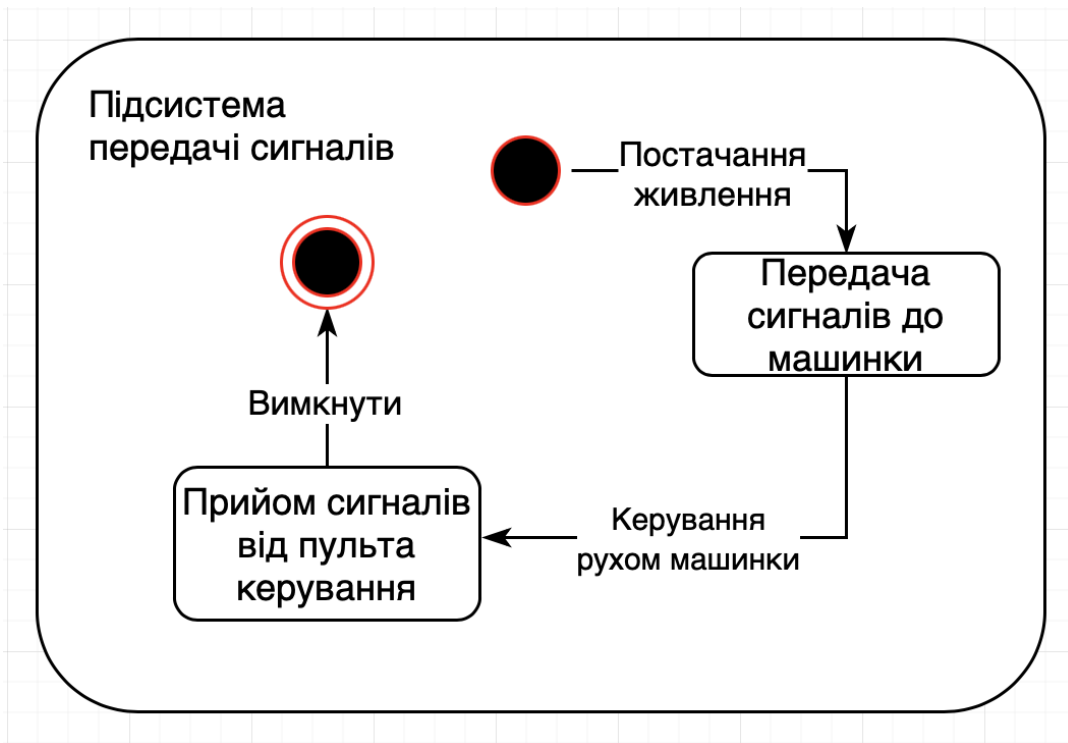 Підсистема
передачі сигналів
Постачання
живлення
Передача
сигналів до
машинки
Вимкнути
Прийом сигналів
від пульта
керування
Керування
рухом машинки